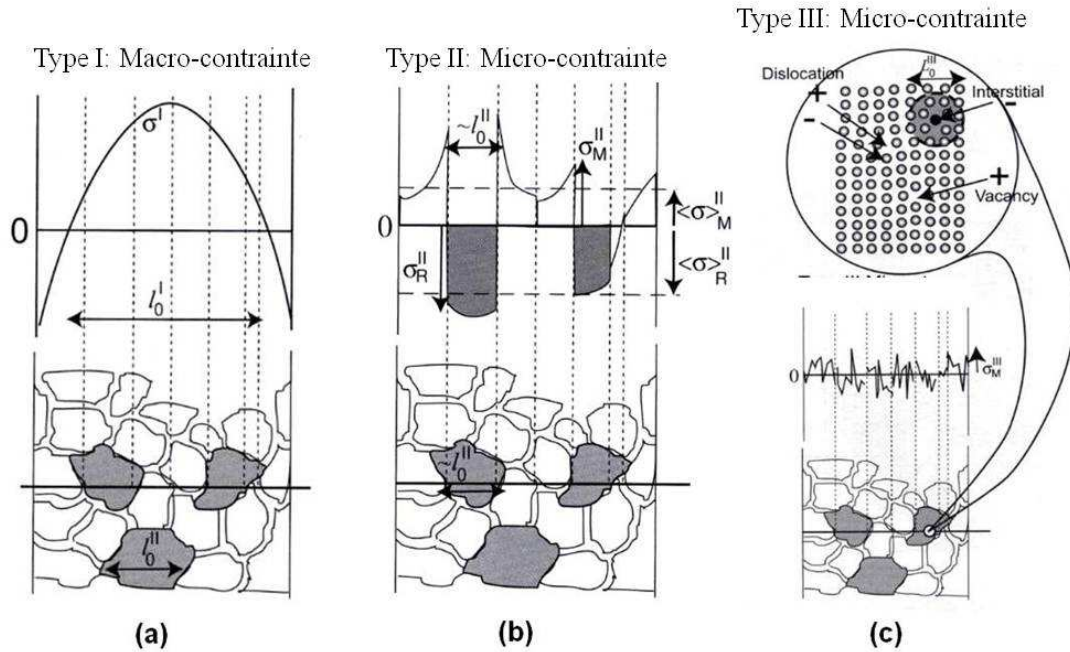 Type I: Macro-contrainte
σ^I
0
l_0^I
l_0^II
(a)
Type II: Micro-contrainte
~l_0^II
σ_M^II
<σ>_M^II
0
σ_R^II
<σ>_R^II
~l_0^II
(b)
Type III: Micro-contrainte
l_0^III
Dislocation
Interstitial
+
-
-
+
Vacancy
0
σ_M^III
(c)